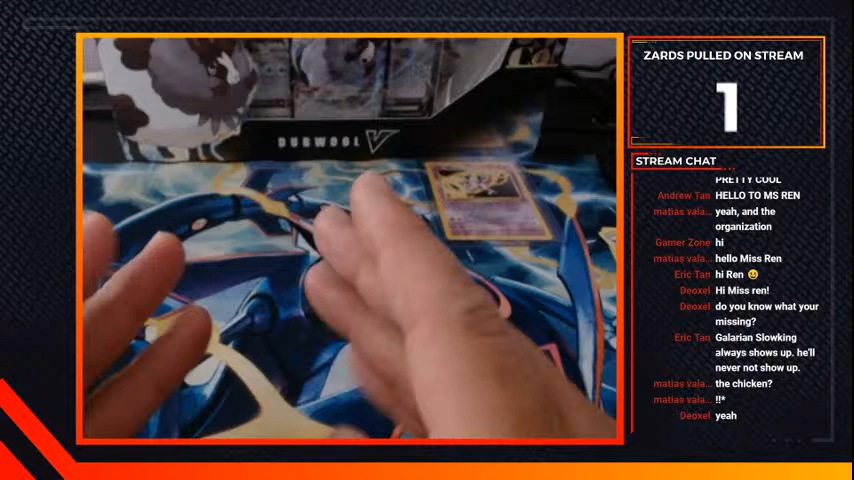 DUBWOOL V
ZARDS PULLED ON STREAM
1
STREAM CHAT
PRETTY COOL
Andrew Tan HELLO TO MS REN
matias vala... yeah, and the
organization
Gamer Zone hi
matias vala... hello Miss Ren
Eric Tan hi Ren 😀
Deoxel Hi Miss ren!
Deoxel do you know what your
missing?
Eric Tan Galarian Slowking
always shows up. he'll
never not show up.
matias vala... the chicken?
matias vala... !!*
Deoxel yeah